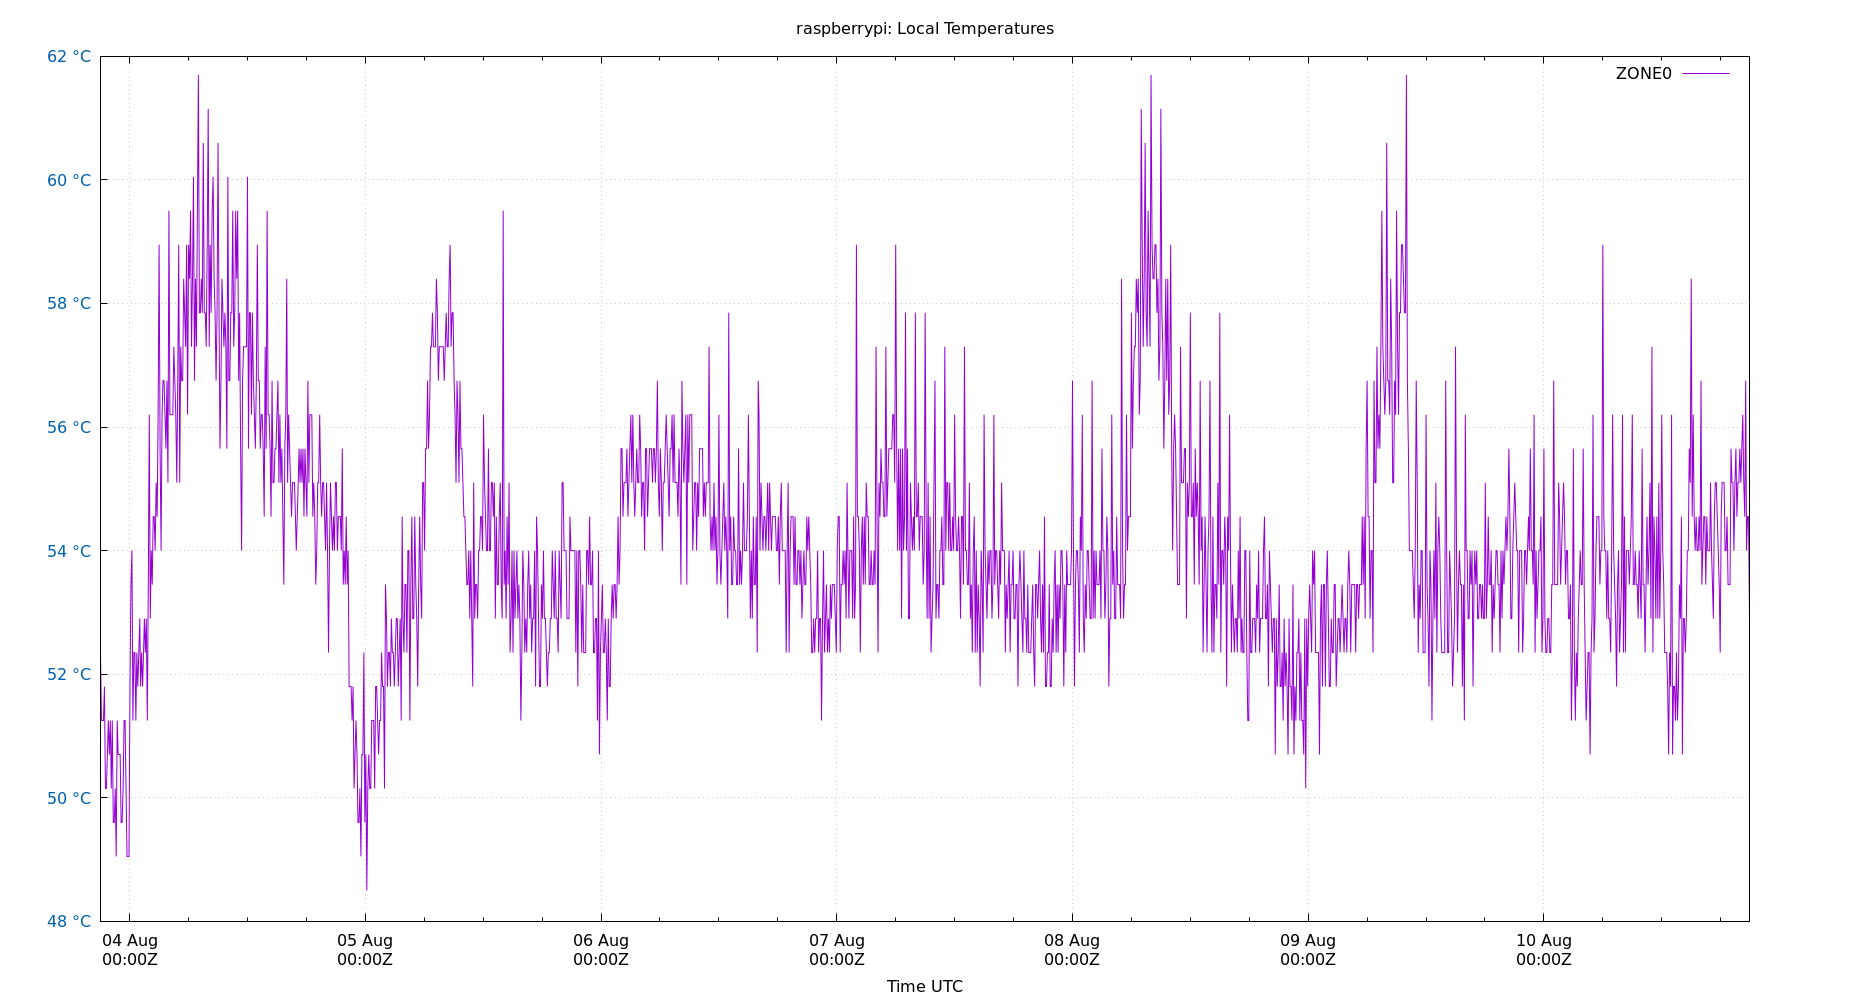 raspberrypi: Local Temperatures
62 °C
ZONE0
60 °C
58 °C
56 °C
54 °C
52 °C
50 °C
48 °C
04 Aug 05 Aug 06 Aug 07 Aug 08 Aug 09 Aug 10 Aug
00:00Z 00:00Z 00:00Z 00:00Z 00:00Z 00:00Z 00:00Z
Time UTC